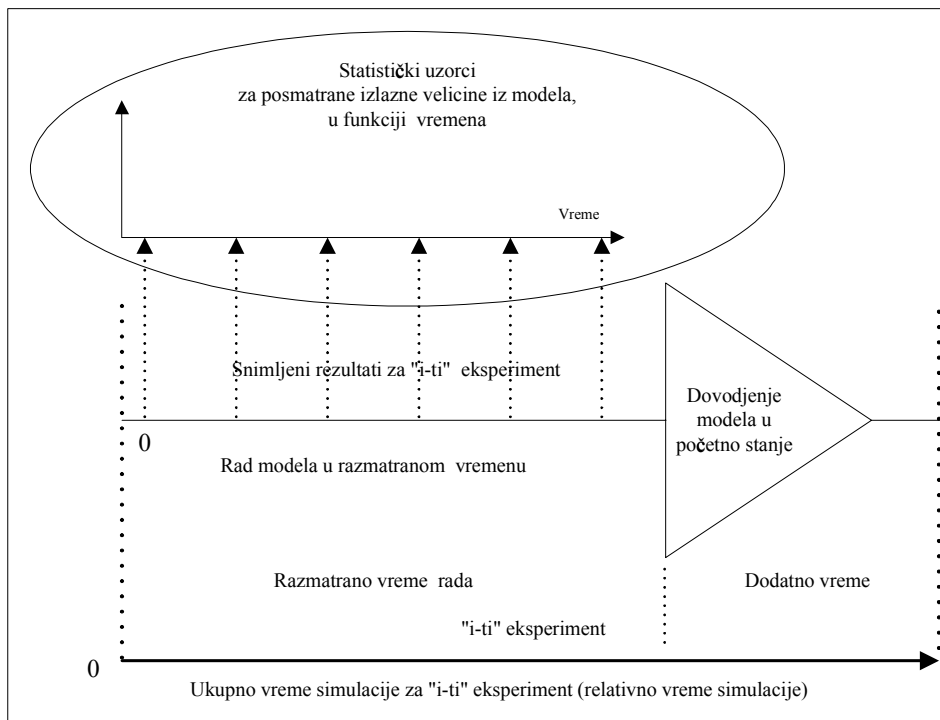 Statistički uzorci
za posmatrane izlazne velicine iz modela,
u funkciji vremena
Vreme
Snimljeni rezultati za "i-ti" eksperiment
Dovodjenje
modela u
početno stanje
0
Rad modela u razmatranom vremenu
Razmatrano vreme rada
Dodatno vreme
"i-ti" eksperiment
0
Ukupno vreme simulacije za "i-ti" eksperiment (relativno vreme simulacije)